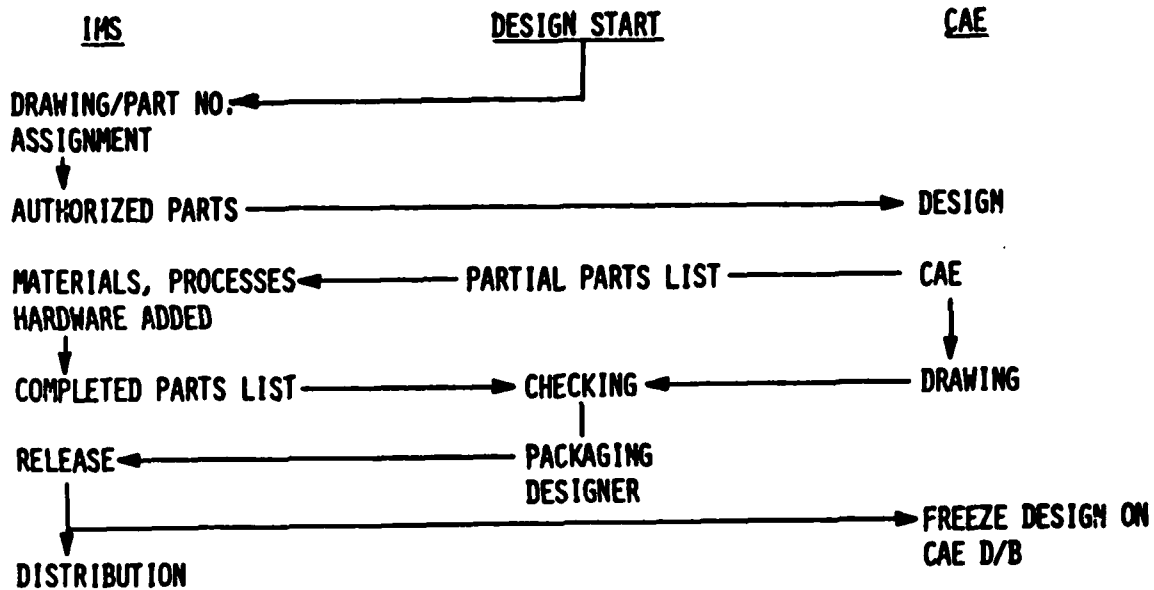 IMS DESIGN START CAE
DRAWING/PART NO.
ASSIGNMENT
AUTHORIZED PARTS DESIGN
MATERIALS, PROCESSES PARTIAL PARTS LIST CAE
HARDWARE ADDED
COMPLETED PARTS LIST CHECKING DRAWING
RELEASE PACKAGING
DESIGNER
FREEZE DESIGN ON
CAE D/B
DISTRIBUTION